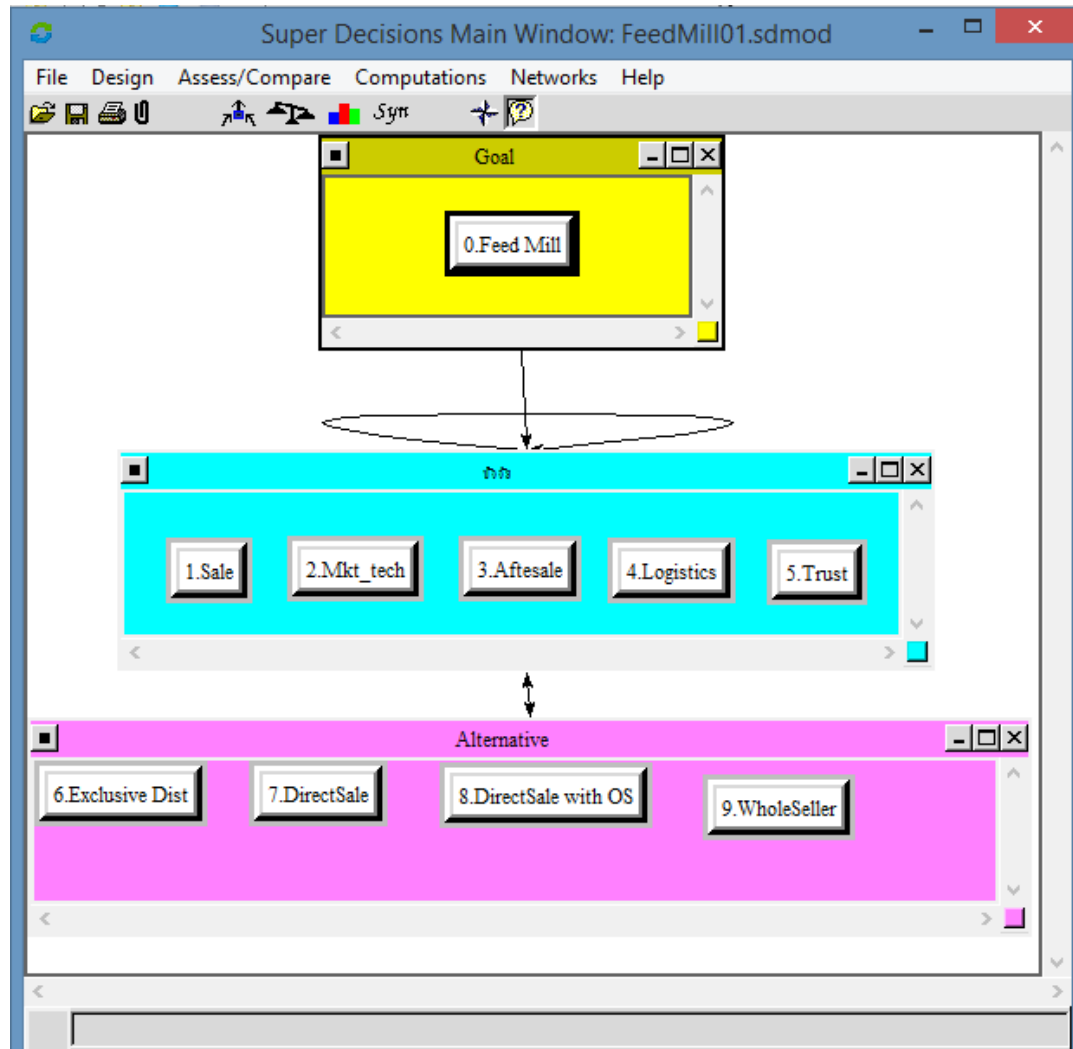 Super Decisions Main Window: FeedMill01.sdmod
File Design Assess/Compare Computations Networks Help
Syn
Goal
0.Feed Mill
1.Sale 2.Mkt_tech 3.Aftesale 4.Logistics 5.Trust
Alternative
6.Exclusive Dist 7.DirectSale 8.DirectSale with OS 9.WholeSeller